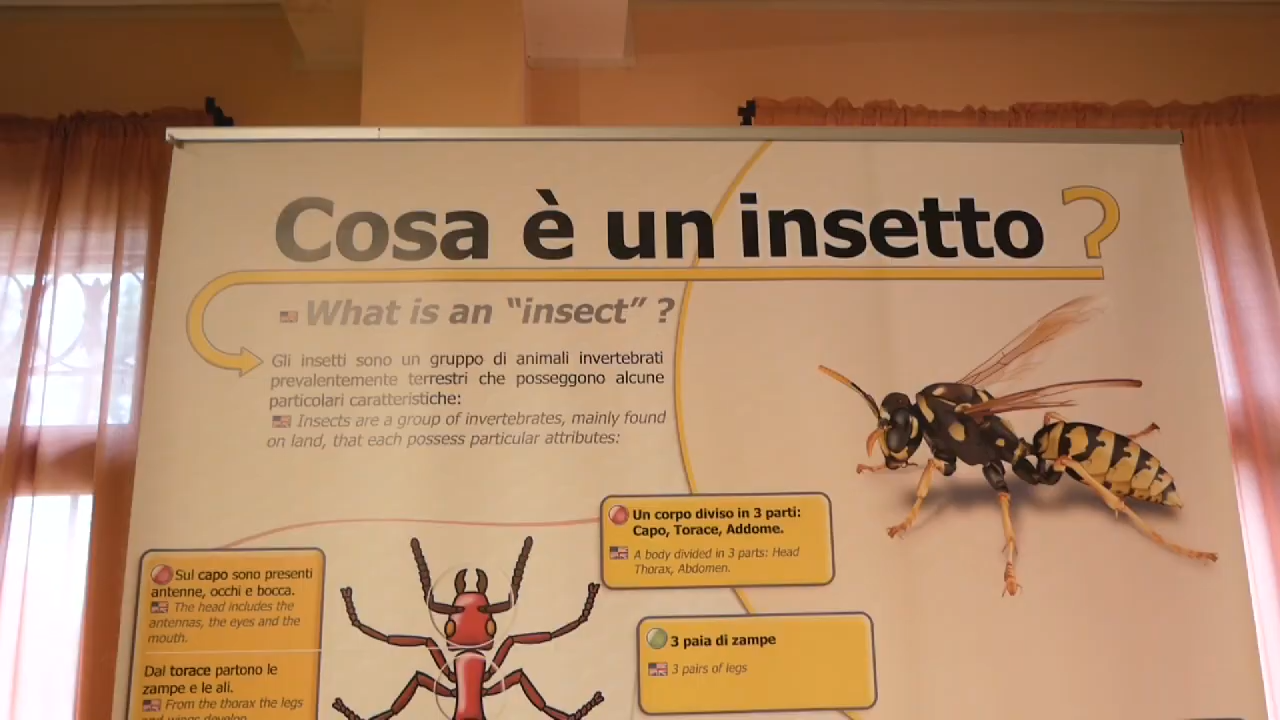 Cosa è un insetto?
What is an “insect” ?
Gli insetti sono un gruppo di animali invertebrati
prevalentemente terrestri che posseggono alcune
particolari caratteristiche:
Insects are a group of invertebrates, mainly found
on land, that each possess particular attributes:
Un corpo diviso in 3 parti:
Capo, Torace, Addome.
A body divided in 3 parts: Head
Thorax, Abdomen.
Sul capo sono presenti
antenne, occhi e bocca.
The head includes the
antennas, the eyes and the
mouth.
3 paia di zampe
3 pairs of legs
Dal torace partono le
zampe e le ali.
From the thorax the legs
and wings develop